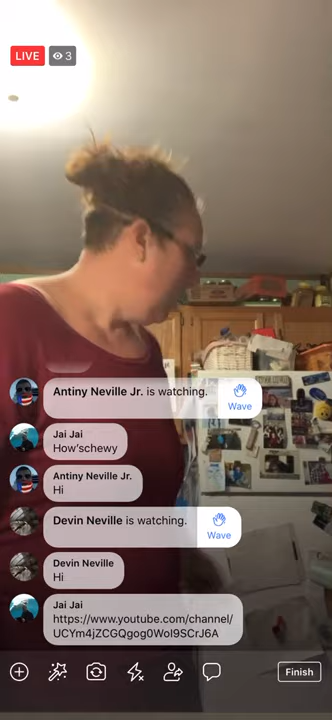 LIVE 3
Antiny Neville Jr. is watching.
Wave
Jai Jai
How'schewy
Antiny Neville Jr.
Hi
Devin Neville is watching.
Wave
Devin Neville
Hi
Jai Jai
https://www.youtube.com/channel/
UCYm4jZCGQgog0WoI9SCrJ6A
Finish